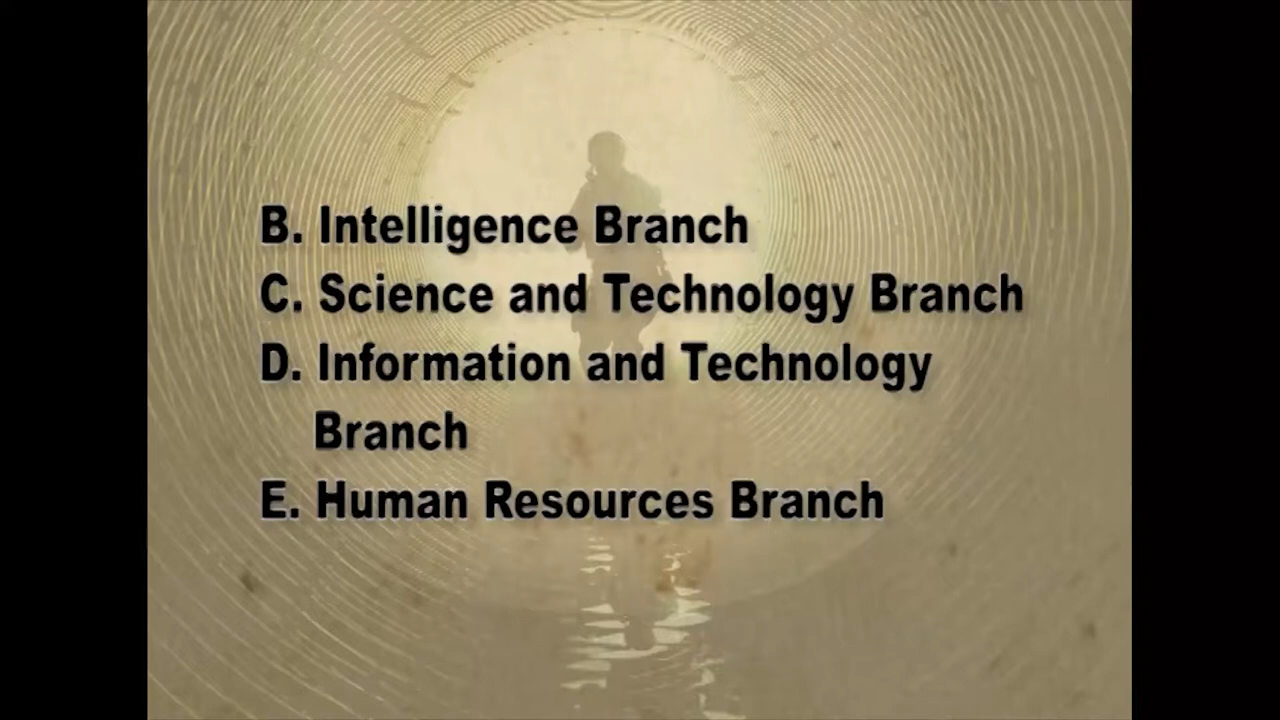 B. Intelligence Branch
C. Science and Technology Branch
D. Information and Technology
Branch
E. Human Resources Branch